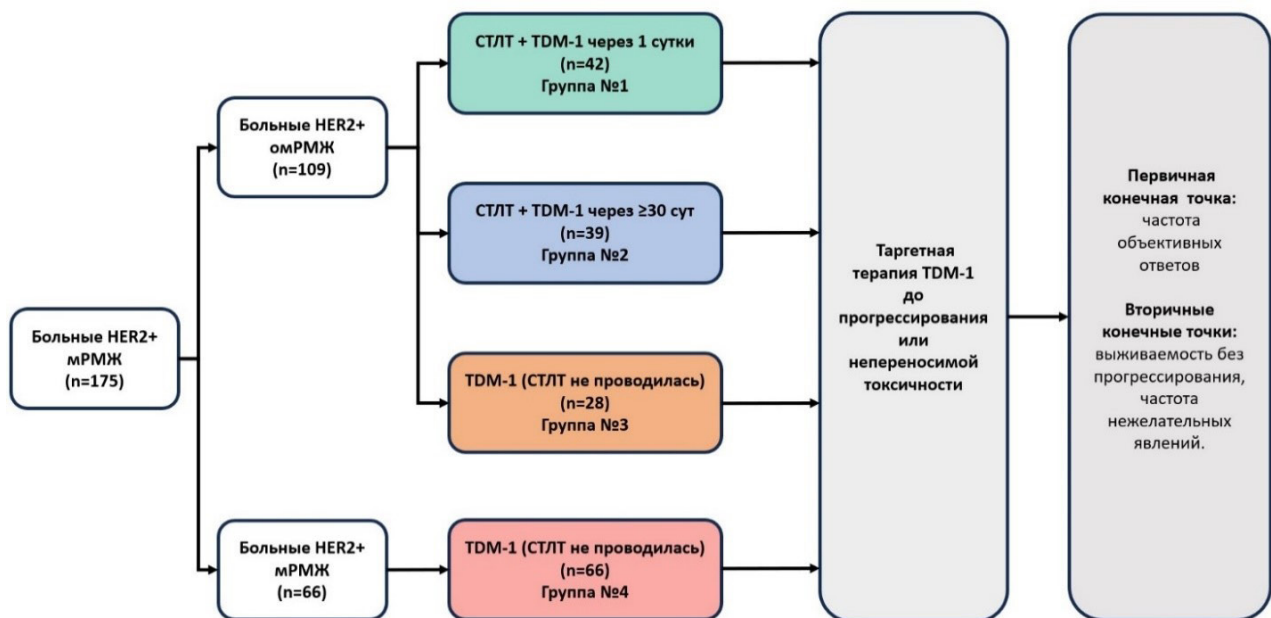 Больные HER2+
мРМЖ
(n=175)
Больные HER2+
омРМЖ
(n=109)
Больные HER2+
мРМЖ
(n=66)
СТЛТ + TDM-1 через 1 сутки
(n=42)
Группа №1
СТЛТ + TDM-1 через ≥30 сут
(n=39)
Группа №2
TDM-1 (СТЛТ не проводилась)
(n=28)
Группа №3
TDM-1 (СТЛТ не проводилась)
(n=66)
Группа №4
Таргетная
терапия TDM-1
до
прогрессирования
или
непереносимой
токсичности
Первичная
конечная точка:
частота
объективных
ответов
Вторичные
конечные точки:
выживаемость без
прогрессирования,
частота
нежелательных
явлений.